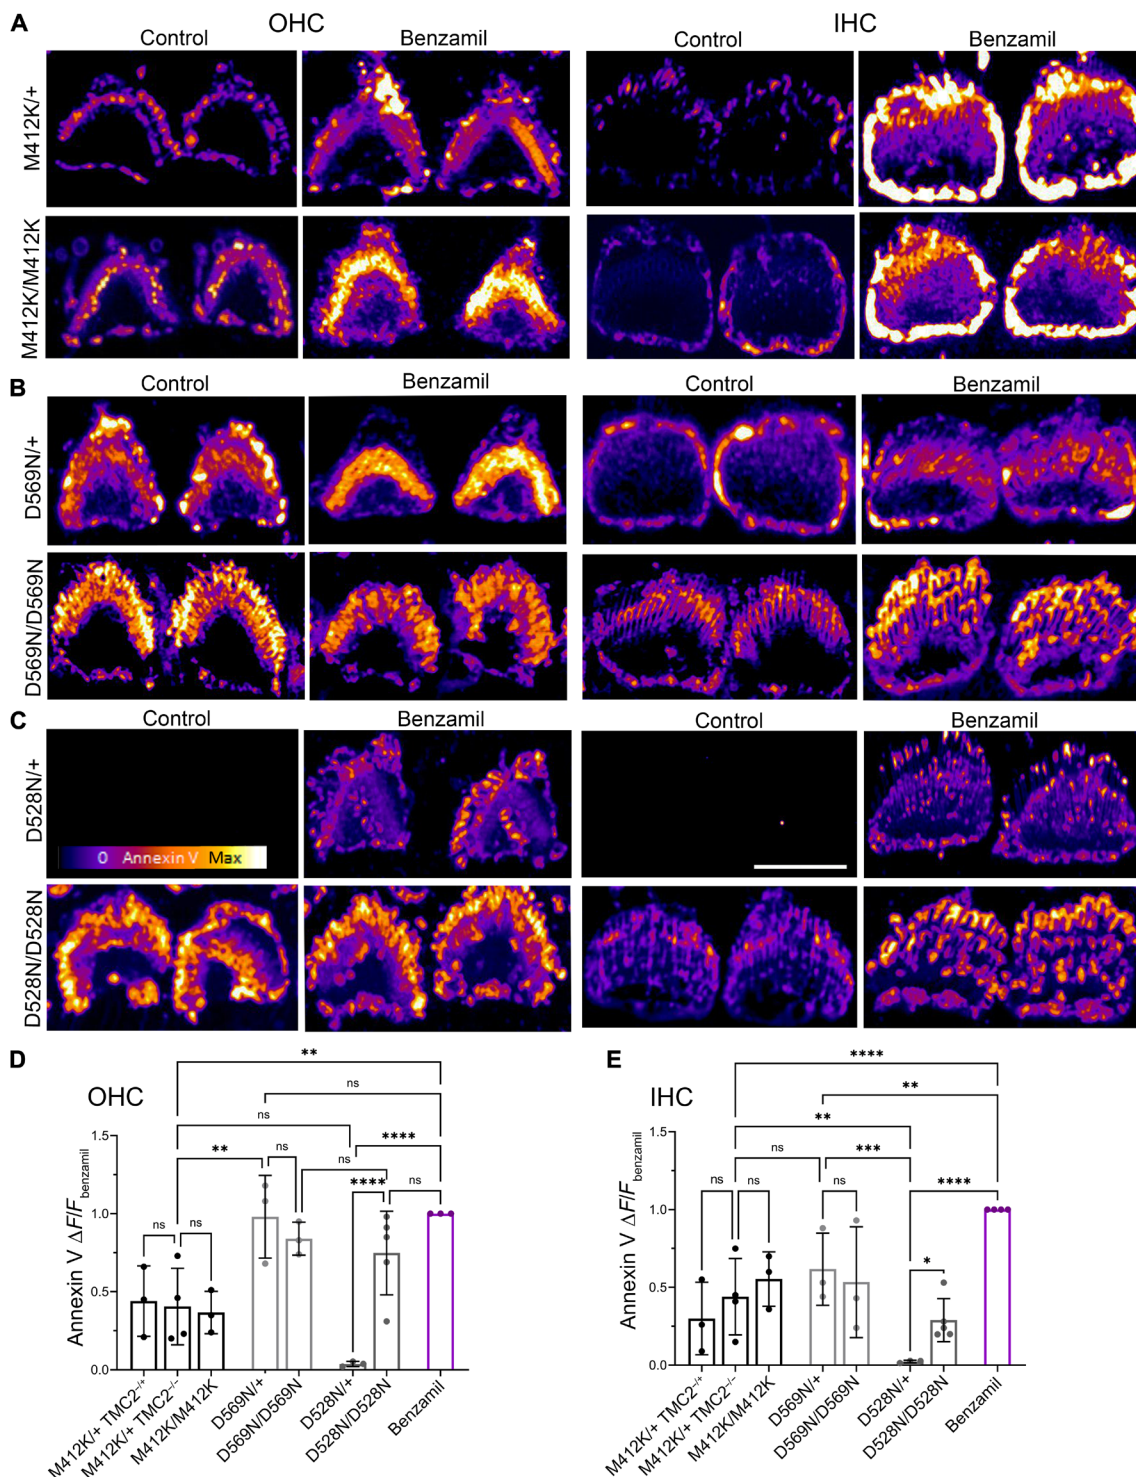 A OHC IHC
Control Benzamil Control Benzamil
M412K/+
M412K/M412K
B Control Benzamil Control Benzamil
D569N/+
D569N/D569N
C Control Benzamil Control Benzamil
D528N/+
0 Annexin V Max
D528N/D528N
D
OHC
**
ns
ns
****
** ns ns
**** ns
ns ns
Annexin V ΔF/F benzamil
1.5
1.0
0.5
0.0
M412K/+ TMC2-/+
M412K/+ TMC2-/-
M412K/M412K
D569N/+
D569N/D569N
D528N/+
D528N/D528N
Benzamil
E
IHC
****
**
**
ns *** ****
ns ns ns
*
Annexin V ΔF/F benzamil
1.5
1.0
0.5
0.0
M412K/+ TMC2-/+
M412K/+ TMC2-/-
M412K/M412K
D569N/+
D569N/D569N
D528N/+
D528N/D528N
Benzamil